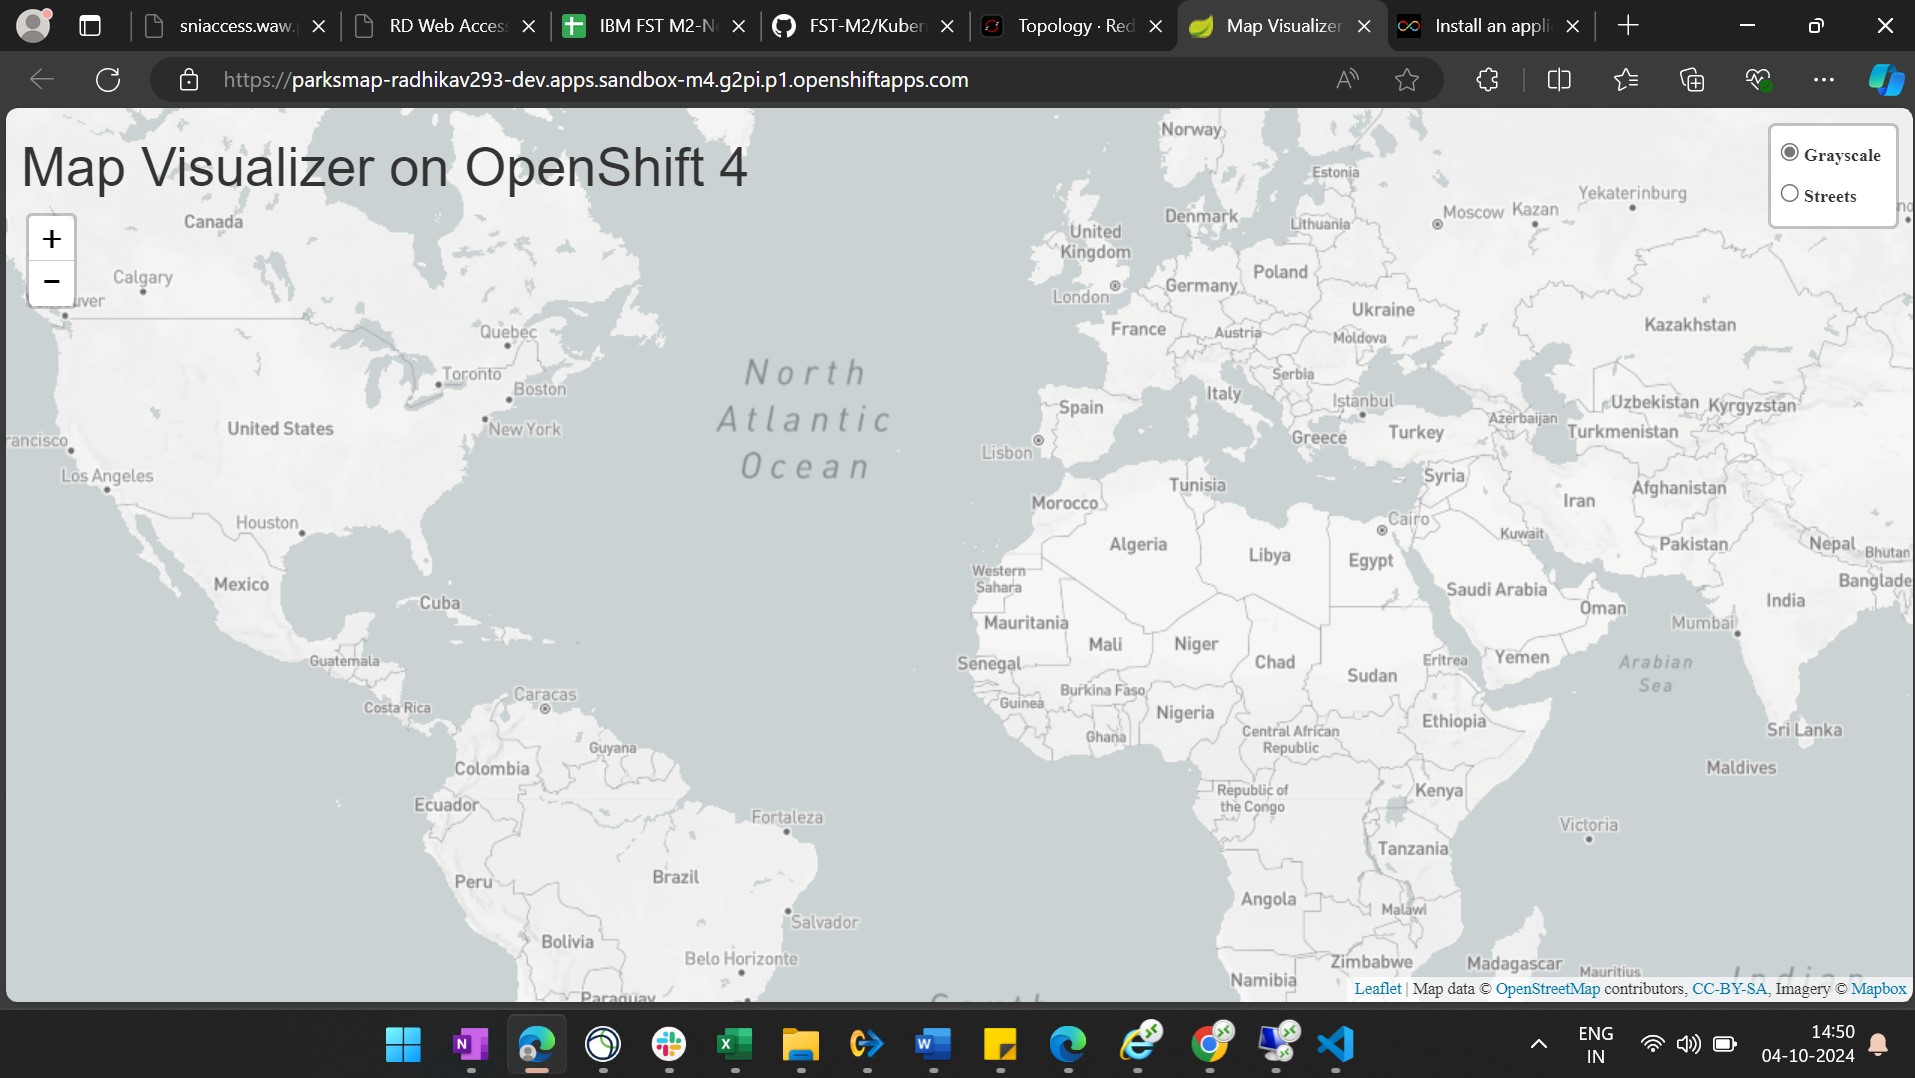 sniaccess.waw.
RD Web Access
IBM FST M2-N
FST-M2/Kuber
Topology · Red
Map Visualizer
Install an appli
https://parksmap-radhikav293-dev.apps.sandbox-m4.g2pi.p1.openshiftapps.com
Map Visualizer on OpenShift 4
Grayscale
Streets
+
−
Norway
Estonia
Yekaterinburg
Canada
Denmark
Lithuania
Moscow
Kazan
United
Kingdom
Calgary
uver
London
Germany
Poland
Ukraine
Kazakhstan
Quebec
France
Austria
Moldova
Toronto
Boston
North
Atlantic
Ocean
Serbia
Italy
Spain
Istanbul
Azerbaijan
Uzbekistan
Kyrgyzstan
United States
New York
Greece
Turkey
Turkmenistan
rancisco
Lisbon
Los Angeles
Tunisia
Syria
Iran
Afghanistan
Morocco
Houston
Cairo
Kuwait
Algeria
Libya
Egypt
Pakistan
Nepal
Bhutan
Western
Sahara
Mexico
Saudi Arabia
Banglade
Cuba
Oman
India
Mauritania
Mumbai
Mali
Niger
Guatemala
Senegal
Chad
Eritrea
Yemen
Arabian
Sea
Sudan
Caracas
Costa Rica
Burkina Faso
Guinea
Nigeria
Ethiopia
Ghana
Central African
Republic
Sri Lanka
Guyana
Colombia
Maldives
Ecuador
Republic of
the Congo
Kenya
Fortaleza
Victoria
Tanzania
Brazil
Peru
Angola
Malawi
Salvador
Bolivia
Belo Horizonte
Zimbabwe
Madagascar
Mauritius
Namibia
Paraguay
South
Indian
Leaflet | Map data © OpenStreetMap contributors, CC-BY-SA, Imagery © Mapbox
ENG
IN
14:50
04-10-2024